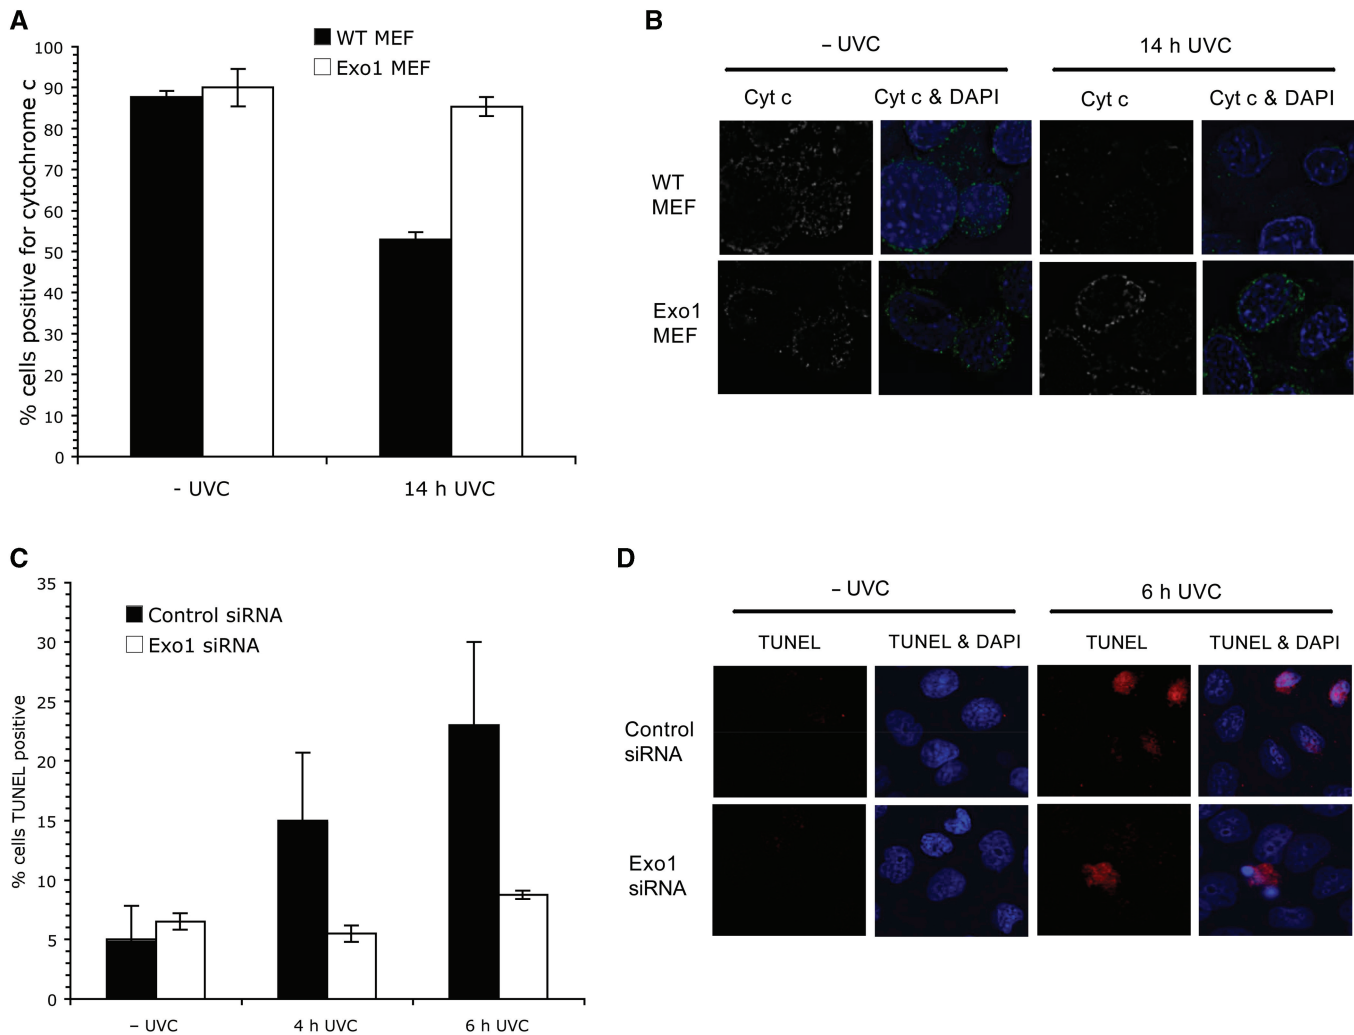 A
% cells positive for cytochrome c
100
90
80
70
60
50
40
30
20
10
0
WT MEF
Exo1 MEF
- UVC
14 h UVC
B
– UVC
14 h UVC
Cyt c
Cyt c & DAPI
Cyt c
Cyt c & DAPI
WT
MEF
Exo1
MEF
C
% cells TUNEL positive
35
30
25
20
15
10
5
0
Control siRNA
Exo1 siRNA
– UVC
4 h UVC
6 h UVC
D
– UVC
6 h UVC
TUNEL
TUNEL & DAPI
TUNEL
TUNEL & DAPI
Control
siRNA
Exo1
siRNA